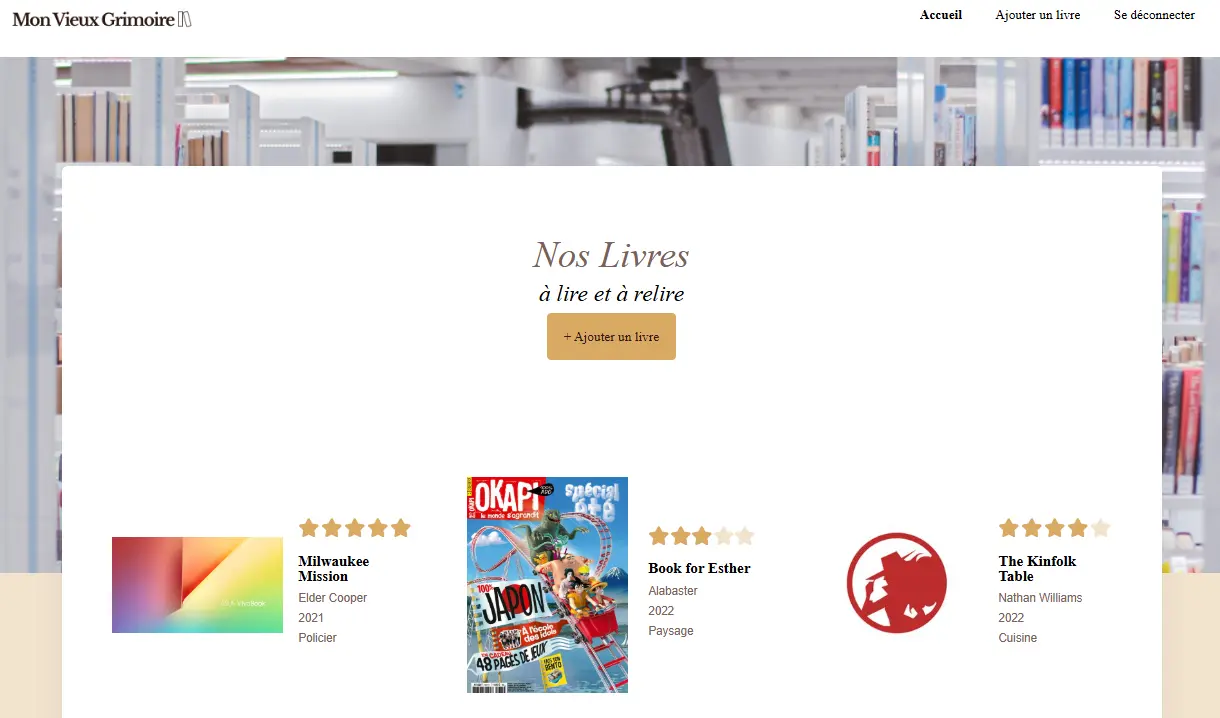 Mon Vieux Grimoire
Accueil
Ajouter un livre
Se déconnecter
Nos Livres
à lire et à relire
+ Ajouter un livre
Milwaukee
Mission
Elder Cooper
2021
Policier
OKAPI
le monde s'agrandit
spécial
été
100%
JAPON
À l'école
des idols
EN CADEAU
48 PAGES DE JEUX
Book for Esther
Alabaster
2022
Paysage
The Kinfolk
Table
Nathan Williams
2022
Cuisine